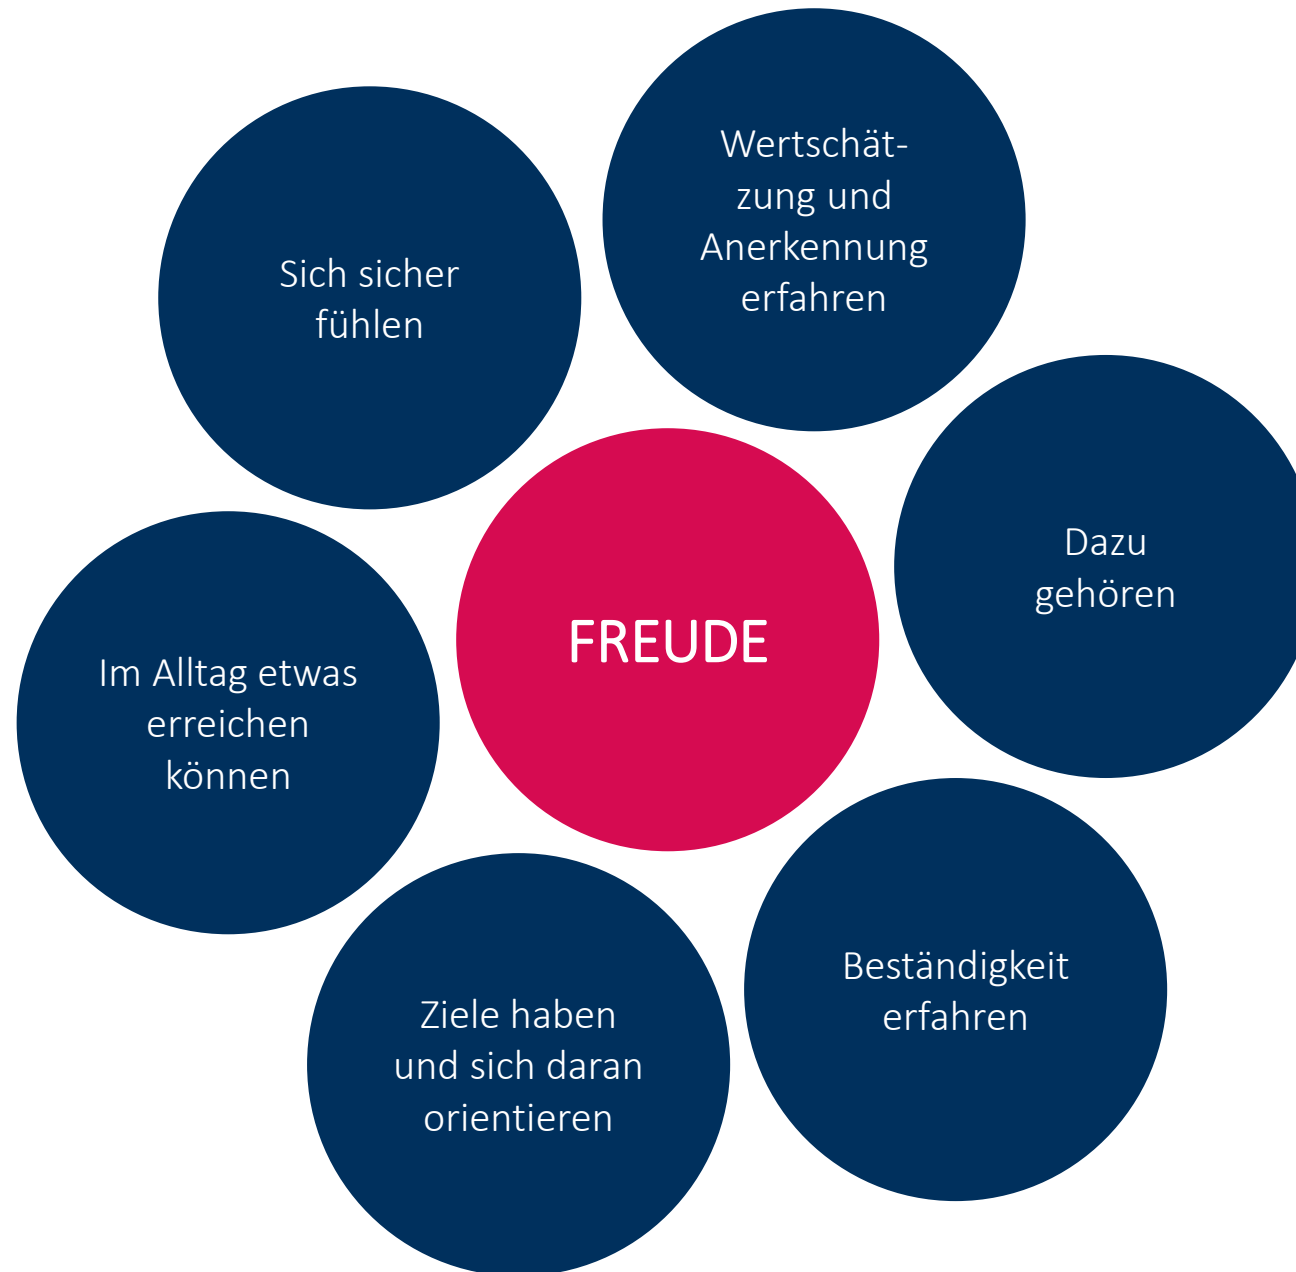 Wertschät-
zung und
Anerkennung
erfahren
Sich sicher
fühlen
Dazu
gehören
FREUDE
Im Alltag etwas
erreichen
können
Beständigkeit
erfahren
Ziele haben
und sich daran
orientieren